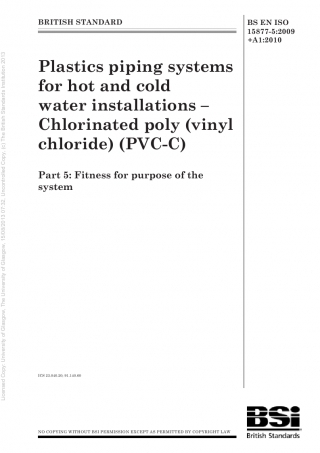 BRITISH STANDARD
BS EN ISO
15877-5:2009
+A1:2010
Plastics piping systems
for hot and cold
water installations –
Chlorinated poly (vinyl
chloride) (PVC-C)
Part 5: Fitness for purpose of the
system
NO COPYING WITHOUT BSI PERMISSION EXCEPT AS PERMITTED BY COPYRIGHT LAW
BSi
British Standards